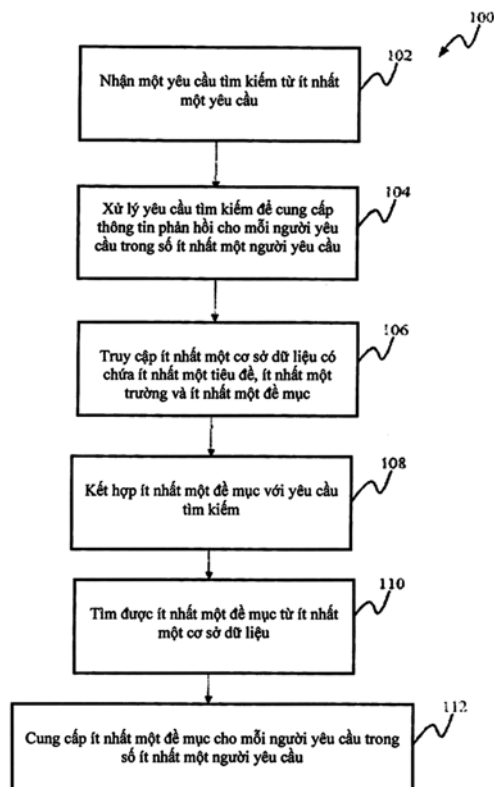 100
102
Nhận một yêu cầu tìm kiếm từ ít nhất
một yêu cầu
104
Xử lý yêu cầu tìm kiếm để cung cấp
thông tin phản hồi cho mỗi người yêu
cầu trong số ít nhất một người yêu cầu
106
Truy cập ít nhất một cơ sở dữ liệu có
chứa ít nhất một tiêu đề, ít nhất một
trường và ít nhất một đề mục
108
Kết hợp ít nhất một đề mục với yêu cầu
tìm kiếm
110
Tìm được ít nhất một đề mục từ ít nhất
một cơ sở dữ liệu
112
Cung cấp ít nhất một đề mục cho mỗi người yêu cầu trong
số ít nhất một người yêu cầu